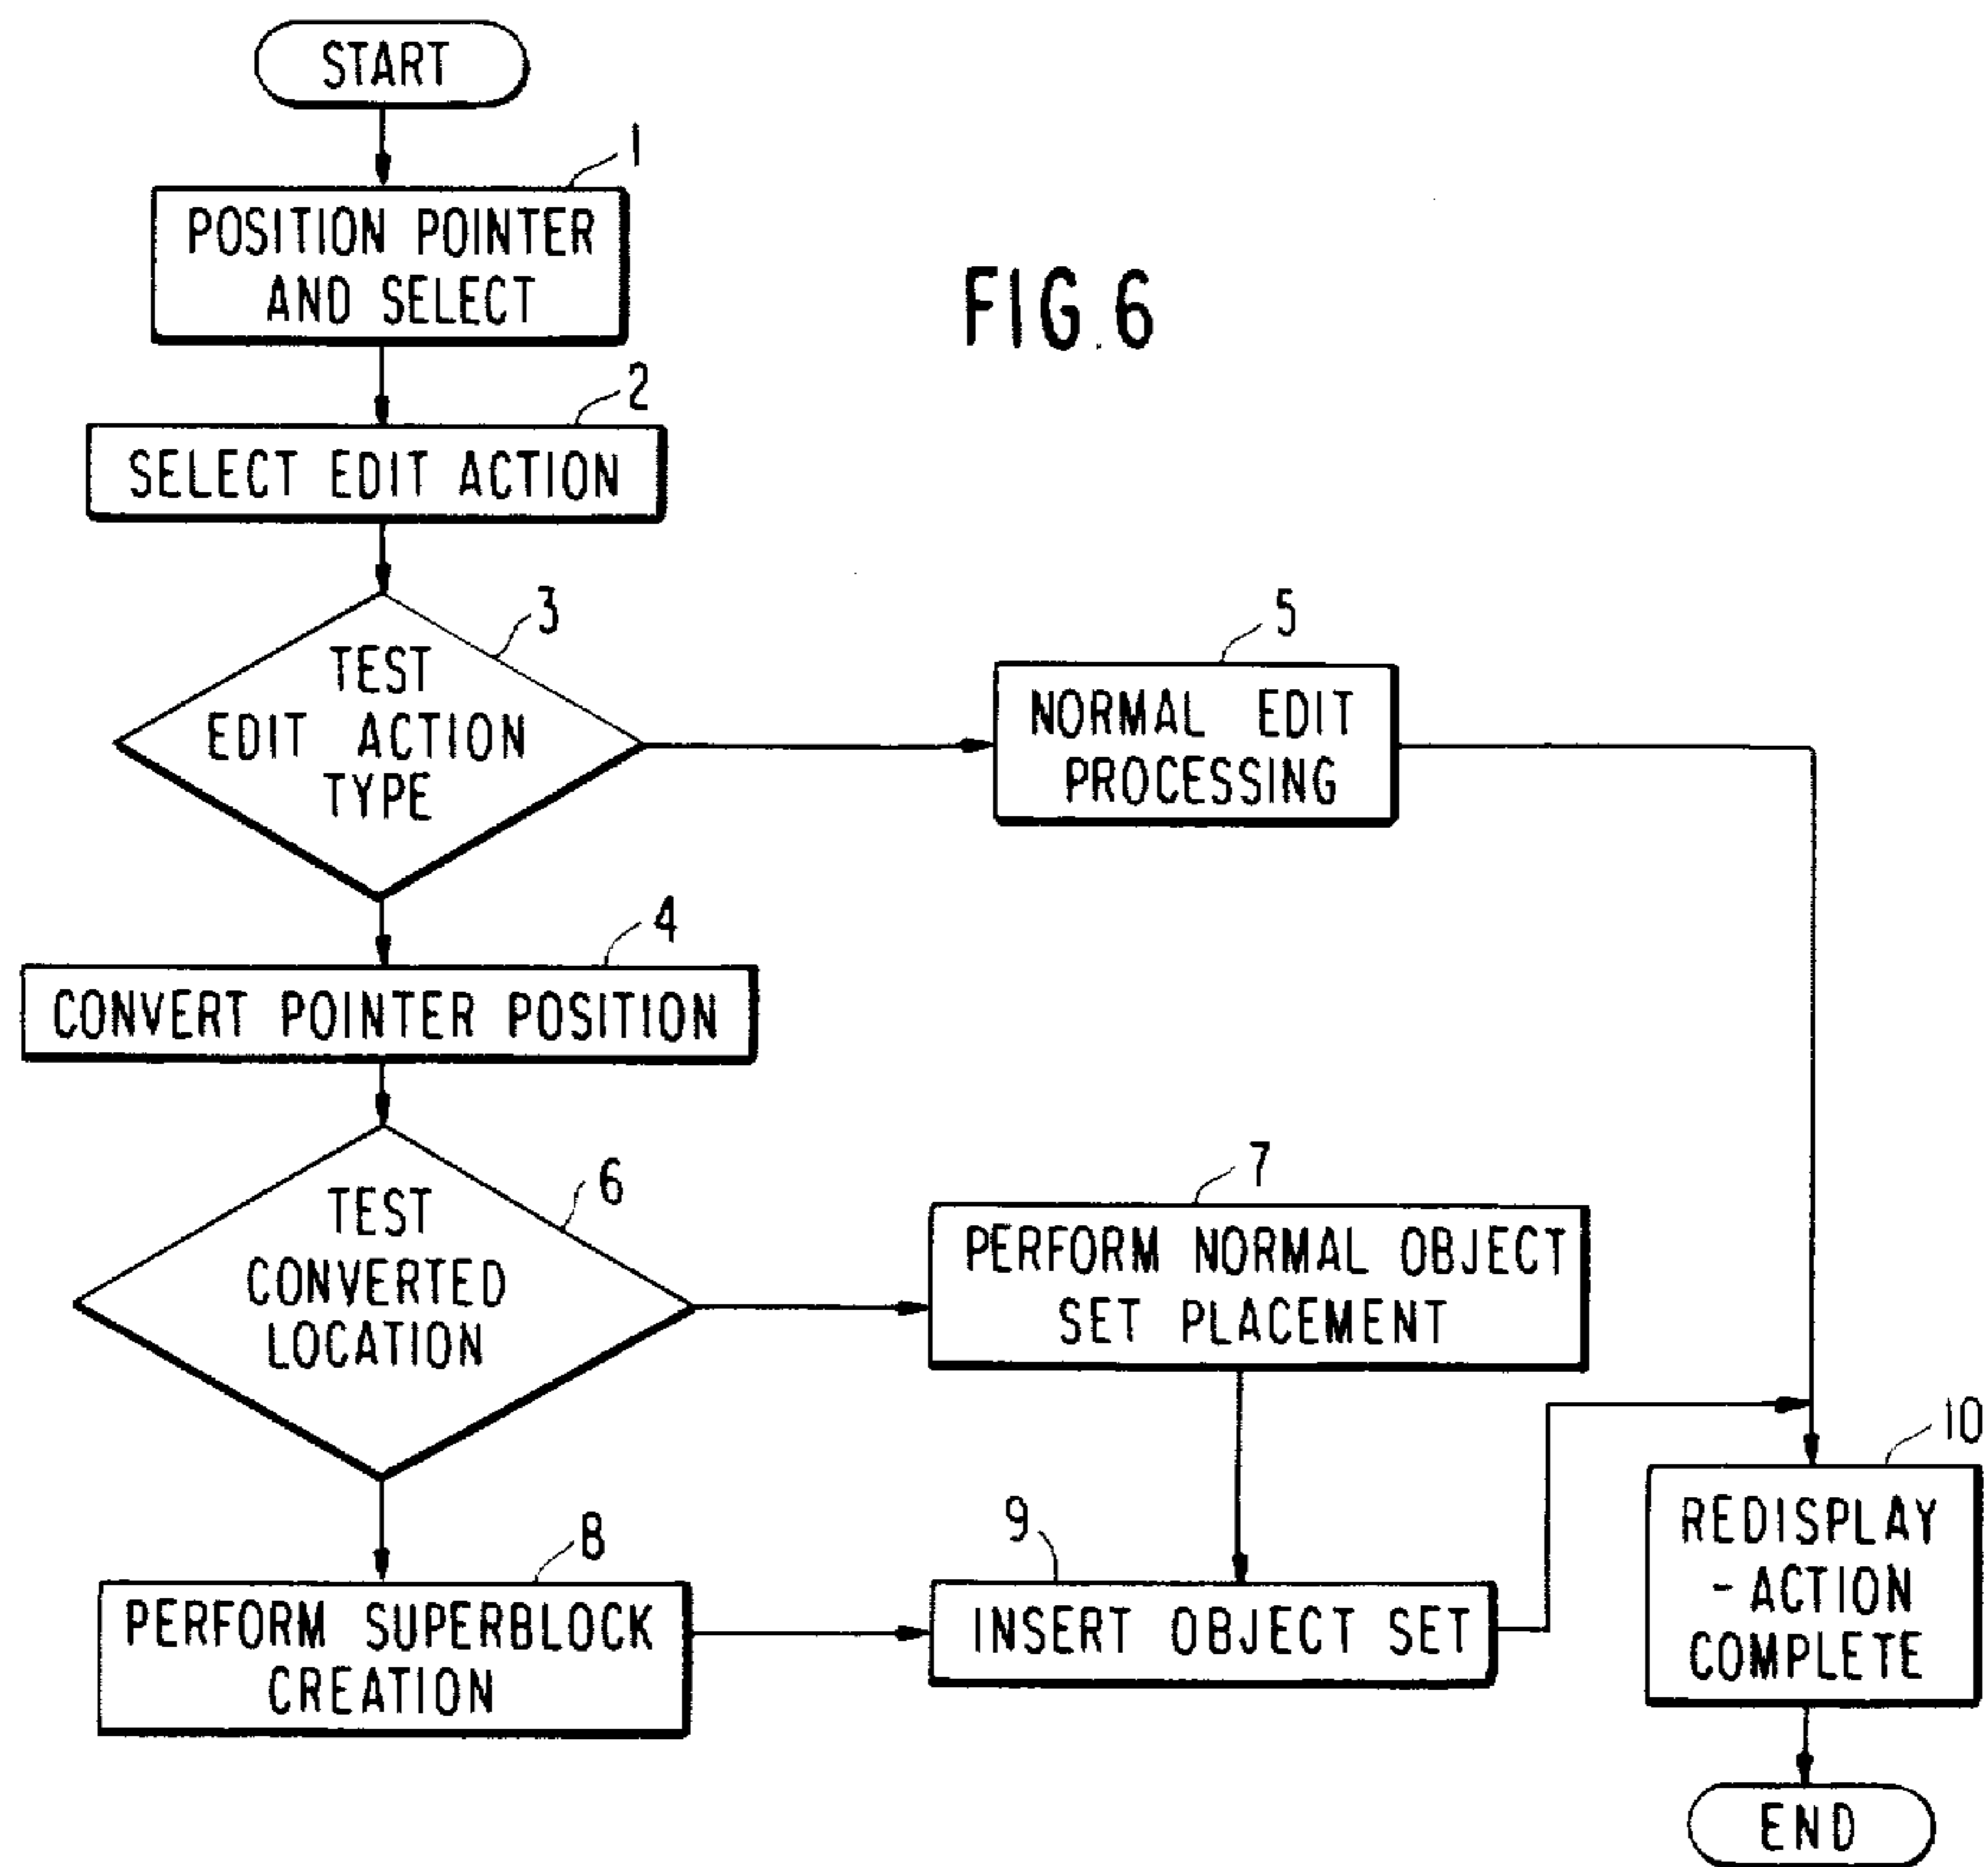 START
1
POSITION POINTER
AND SELECT
FIG. 6
2
SELECT EDIT ACTION
3
TEST
EDIT ACTION
TYPE
5
NORMAL EDIT
PROCESSING
4
CONVERT POINTER POSITION
6
TEST
CONVERTED
LOCATION
7
PERFORM NORMAL OBJECT
SET PLACEMENT
8
PERFORM SUPERBLOCK
CREATION
9
INSERT OBJECT SET
10
REDISPLAY
-ACTION
COMPLETE
END